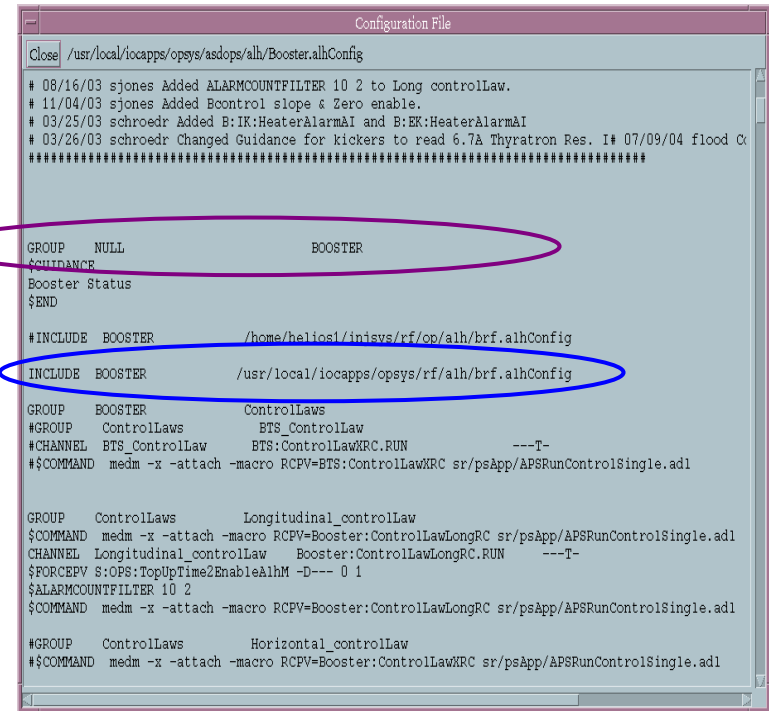 Configuration File
Close /usr/local/iocapps/opsys/asdops/alh/Booster.alhConfig
# 08/16/03 sjones Added ALARMCOUNTFILTER 10 2 to Long controlLaw.
# 11/04/03 sjones Added Bcontrol slope & Zero enable.
# 03/25/03 schroedr Added B:IK:HeaterAlarmAI and B:EK:HeaterAlarmAI
# 03/26/03 schroedr Changed Guidance for kickers to read 6.7A Thyratron Res. I# 07/09/04 flood Co
####################################################################################
GROUP NULL BOOSTER
$GUIDANCE
Booster Status
$END
#INCLUDE BOOSTER /home/helios1/injsys/rf/op/alh/brf.alhConfig
INCLUDE BOOSTER /usr/local/iocapps/opsys/rf/alh/brf.alhConfig
GROUP BOOSTER ControlLaws
#GROUP ControlLaws BTS_ControlLaw
#CHANNEL BTS_ControlLaw BTS:ControlLawXRC.RUN ---T-
#$COMMAND medm -x -attach -macro RCPV=BTS:ControlLawXRC sr/psApp/APSRunControlSingle.adl
GROUP ControlLaws Longitudinal_controlLaw
$COMMAND medm -x -attach -macro RCPV=Booster:ControlLawLongRC sr/psApp/APSRunControlSingle.adl
CHANNEL Longitudinal_controlLaw Booster:ControlLawLongRC.RUN ---T-
$FORCEPV S:OPS:TopUpTime2EnableAlhM -D--- 0 1
$ALARMCOUNTFILTER 10 2
$COMMAND medm -x -attach -macro RCPV=Booster:ControlLawLongRC sr/psApp/APSRunControlSingle.adl
#GROUP ControlLaws Horizontal_controlLaw
#$COMMAND medm -x -attach -macro RCPV=Booster:ControlLawXRC sr/psApp/APSRunControlSingle.adl